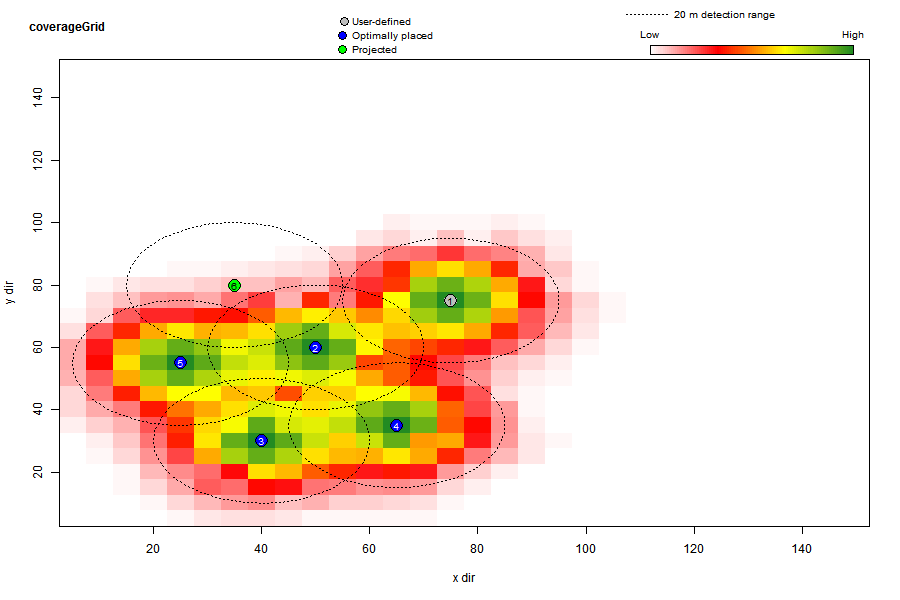 coverageGrid
User-defined
Optimally placed
Projected
20 m detection range
Low High
140
120
100
80
60
40
20
y dir
6
1
2
5
4
3
20 40 60 80 100 120 140
x dir